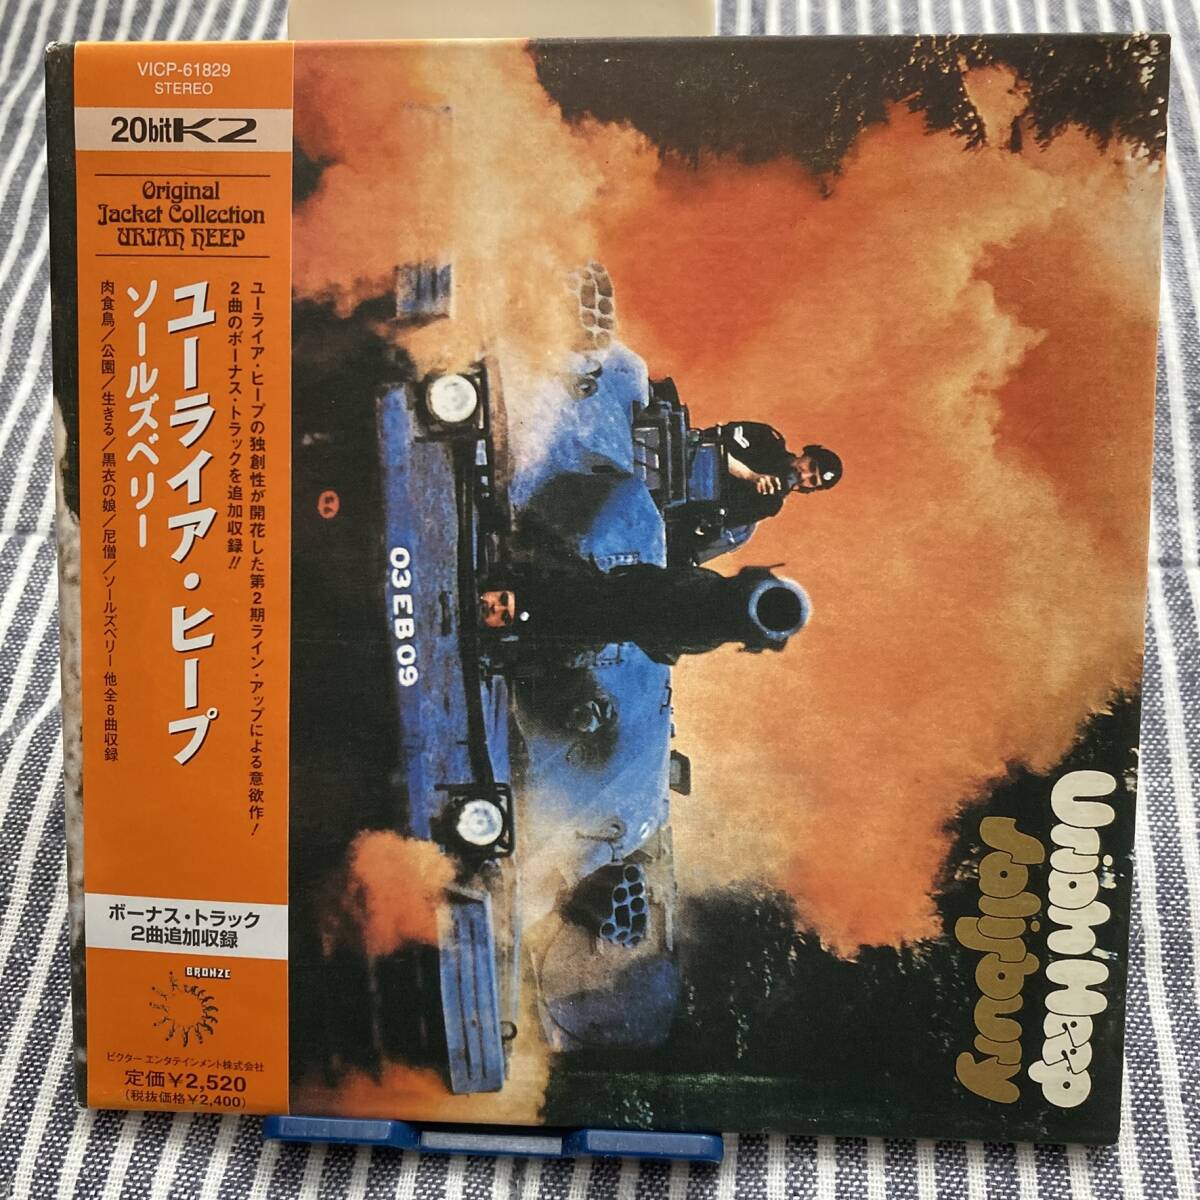 VICP-61829
STEREO
20bitK2
Original
Jacket Collection
URIAH HEEP
ユーライア・ヒープの独創性が開花した第2期ライン・アップによる意欲作!
2曲のボーナス・トラックを追加収録!!
ユーライア・ヒープ
ソールズベリー
肉食鳥/公園/生きる/黒衣の娘/尼僧/ソールズベリー 他全8曲収録
ボーナス・トラック
2曲追加収録
BRONZE
ビクターエンタテインメント株式会社
定価¥2,520
(税抜価格¥2,400)
03EB09
Uriah Heep
Salisbury